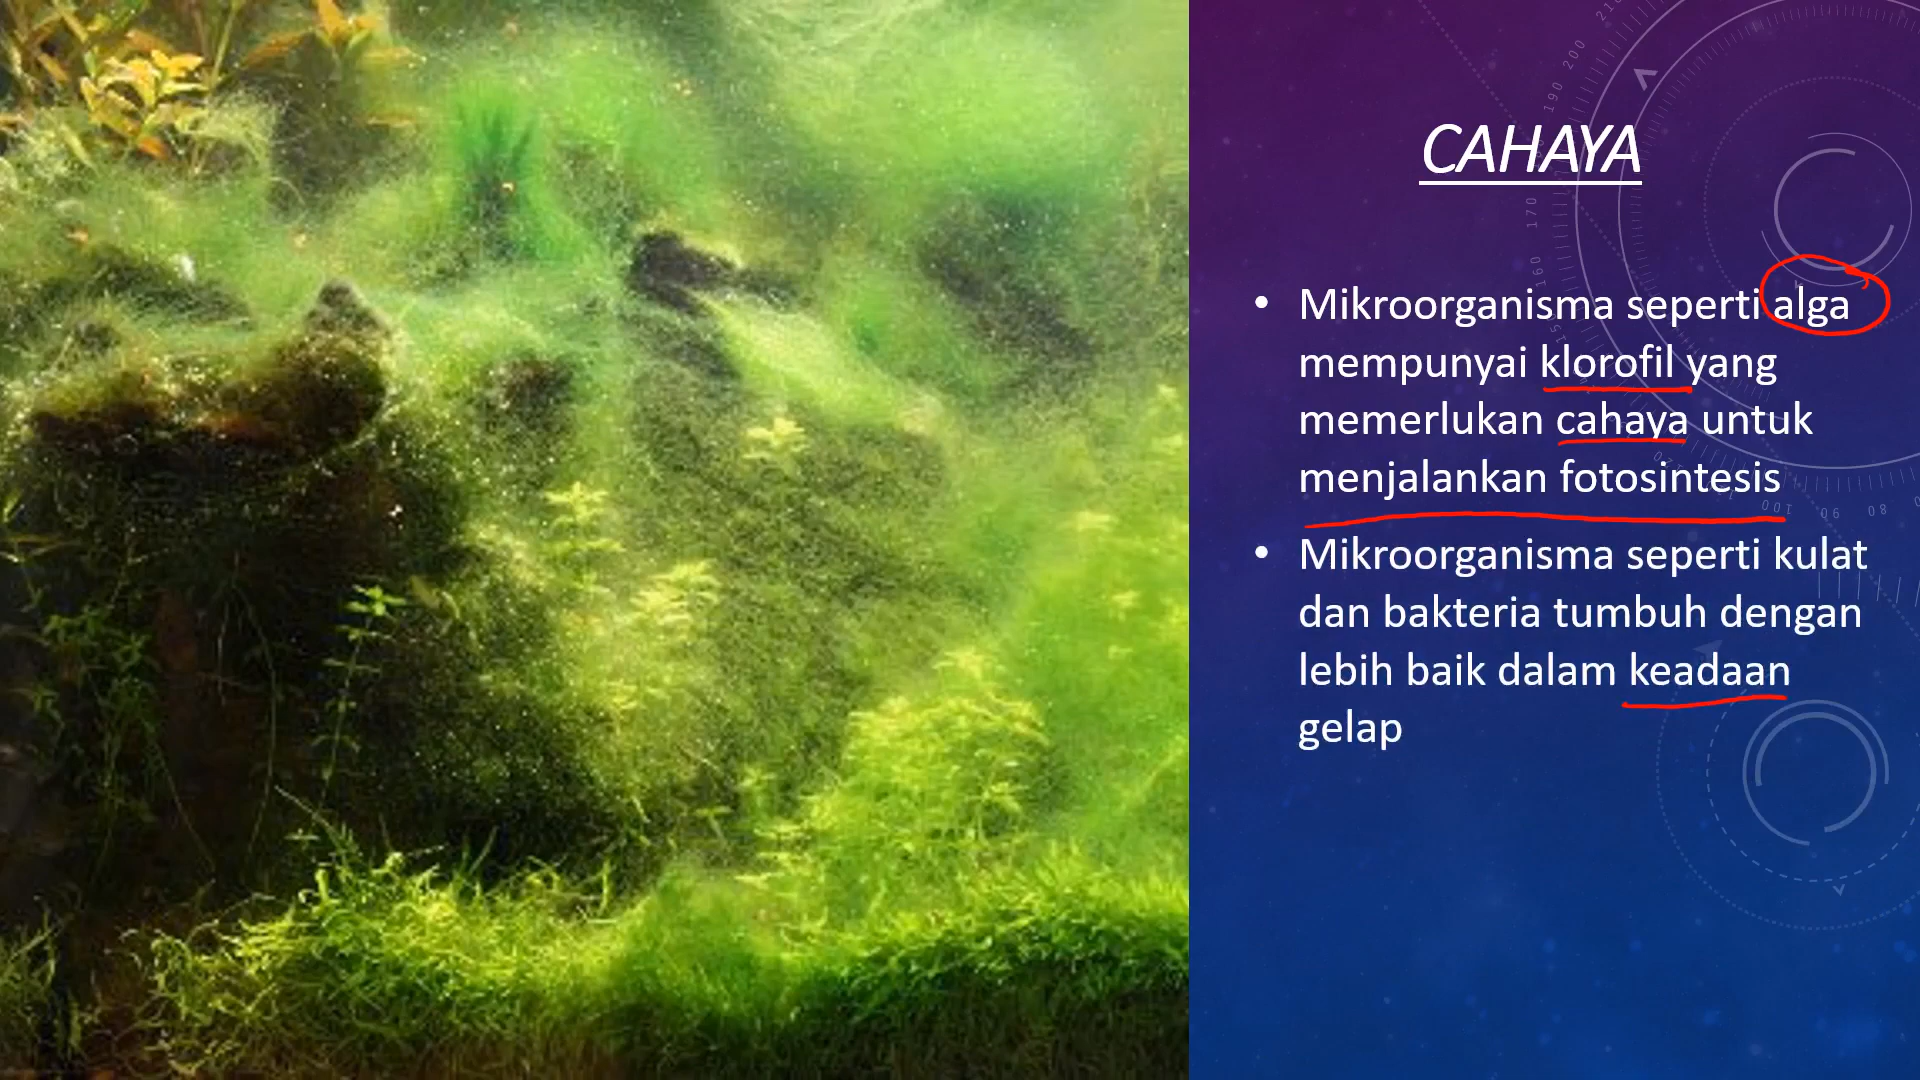 CAHAYA
• Mikroorganisma seperti alga
mempunyai klorofil yang
memerlukan cahaya untuk
menjalankan fotosintesis
• Mikroorganisma seperti kulat
dan bakteria tumbuh dengan
lebih baik dalam keadaan
gelap